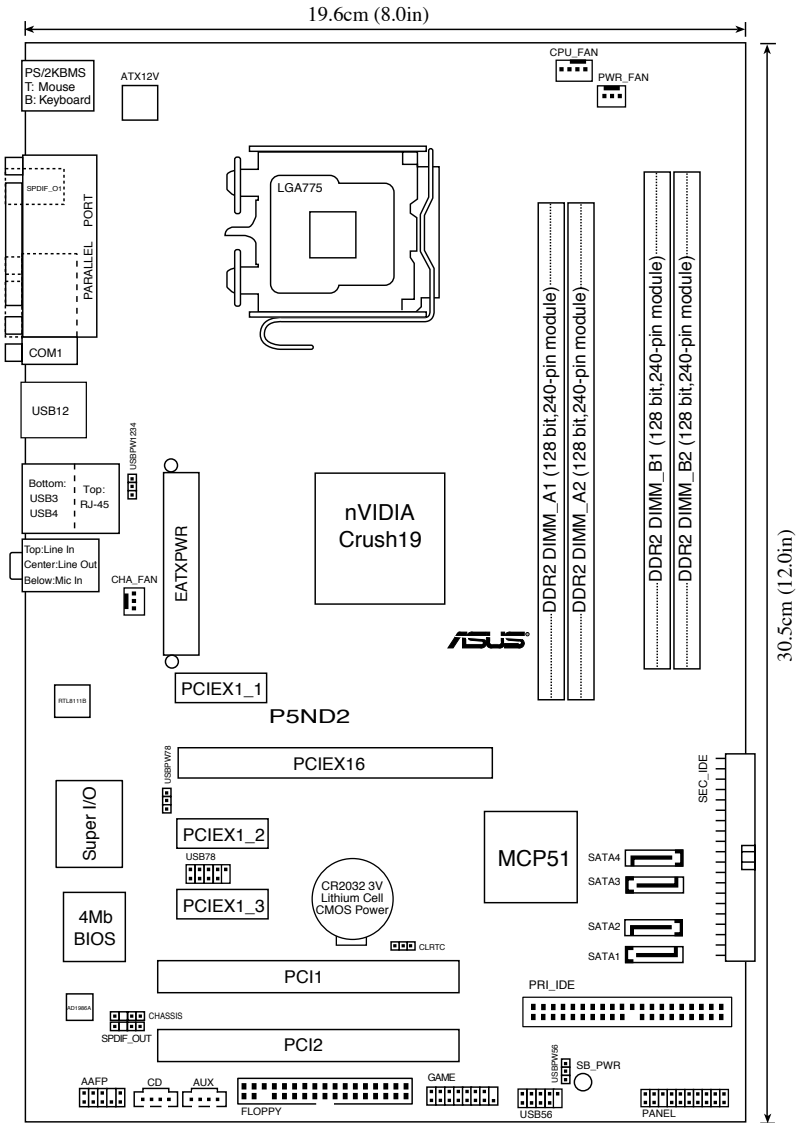 19.6cm (8.0in)
CPU_FAN
PWR_FAN
PS/2KBMS
T: Mouse
B: Keyboard
ATX12V
SPDIF_O1
PARALLEL PORT
LGA775
COM1
USB12
USBPW1234
Bottom:
USB3
USB4
Top:
RJ-45
Top:Line In
Center:Line Out
Below:Mic In
CHA_FAN
EATXPWR
nVIDIA
Crush19
DDR2 DIMM_A1 (128 bit,240-pin module)
DDR2 DIMM_A2 (128 bit,240-pin module)
DDR2 DIMM_B1 (128 bit,240-pin module)
DDR2 DIMM_B2 (128 bit,240-pin module)
30.5cm (12.0in)
ASUS
RTL8111B
PCIEX1_1
P5ND2
USBPW78
PCIEX16
SEC_IDE
Super I/O
PCIEX1_2
USB78
MCP51
SATA4
SATA3
SATA2
SATA1
4Mb
BIOS
PCIEX1_3
CR2032 3V
Lithium Cell
CMOS Power
CLRTC
PCI1
PRI_IDE
AD1986A
CHASSIS
SPDIF_OUT
PCI2
USBPW56
SB_PWR
AAFP
CD
AUX
FLOPPY
GAME
USB56
PANEL